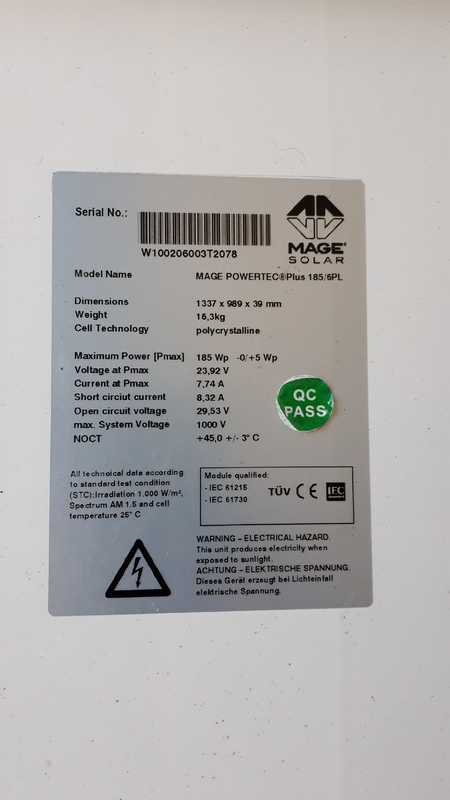 Serial No.:
W100206003T2078
MAGE®
SOLAR
Model Name MAGE POWERTEC®Plus 185/6PL
Dimensions 1337 x 989 x 39 mm
Weight 16,3kg
Cell Technology polycrystalline
Maximum Power [Pmax] 185 Wp -0/+5 Wp
Voltage at Pmax 23,92 V
Current at Pmax 7,74 A
Short circiut current 8,32 A
Open circuit voltage 29,53 V
max. System Voltage 1000 V
NOCT +45,0 +/- 3° C
QC
PASS
All technoical data according
to standard test condition
(STC):Irradiation 1.000 W/m²,
Spectrum AM 1.5 and cell
temperature 25° C
Module qualified:
- IEC 61215
- IEC 61730
TÜV CE IEC
WARNING - ELECTRICAL HAZARD.
This unit produces electricity when
exposed to sunlight.
ACHTUNG - ELEKTRISCHE SPANNUNG.
Dieses Gerät erzeugt bei Lichteinfall
elektrische Spannung.